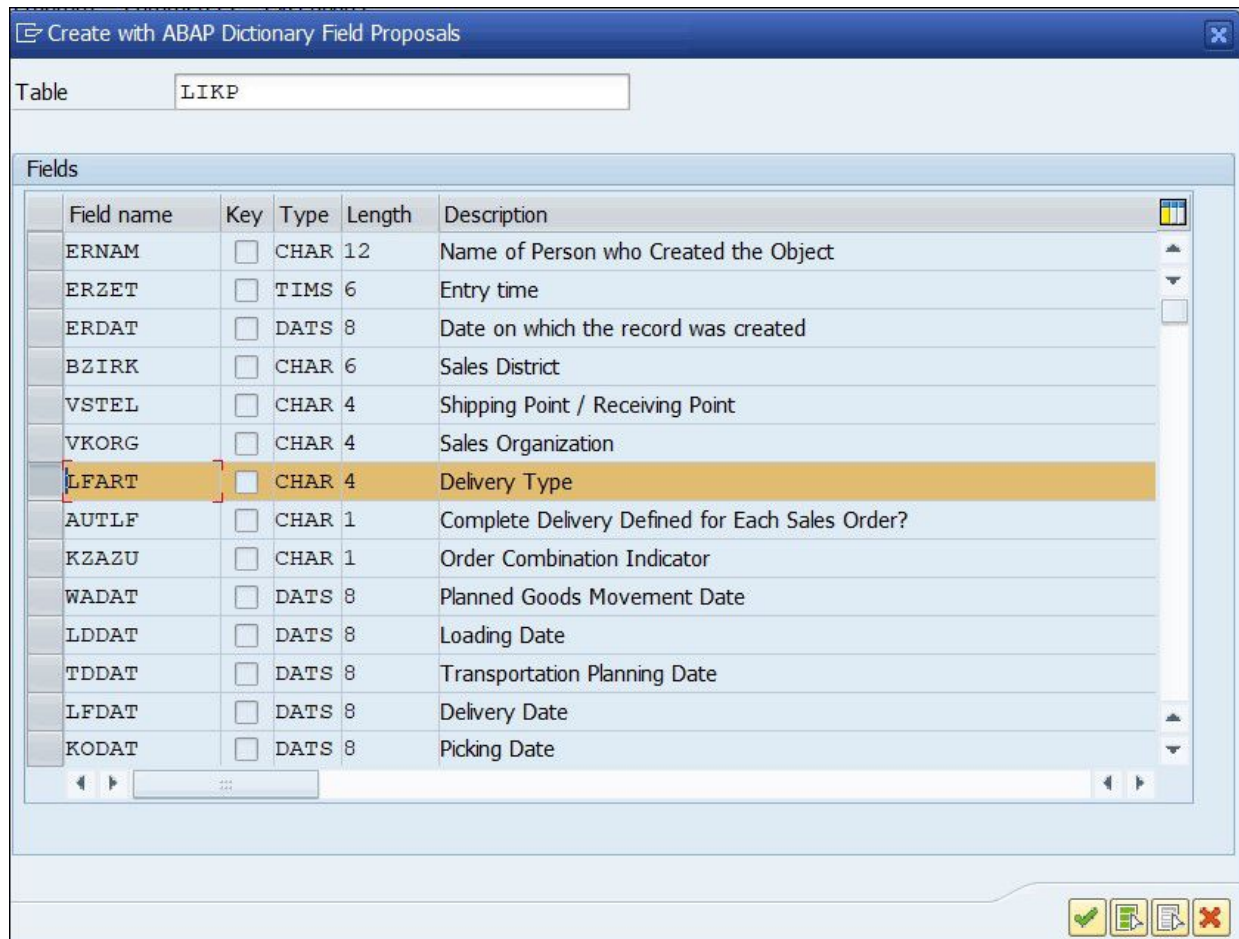 Create with ABAP Dictionary Field Proposals
Table LIKP
Fields
Field name Key Type Length Description
ERNAM CHAR 12 Name of Person who Created the Object
ERZET TIMS 6 Entry time
ERDAT DATS 8 Date on which the record was created
BZIRK CHAR 6 Sales District
VSTEL CHAR 4 Shipping Point / Receiving Point
VKORG CHAR 4 Sales Organization
LFART CHAR 4 Delivery Type
AUTLF CHAR 1 Complete Delivery Defined for Each Sales Order?
KZAZU CHAR 1 Order Combination Indicator
WADAT DATS 8 Planned Goods Movement Date
LDDAT DATS 8 Loading Date
TDDAT DATS 8 Transportation Planning Date
LFDAT DATS 8 Delivery Date
KODAT DATS 8 Picking Date